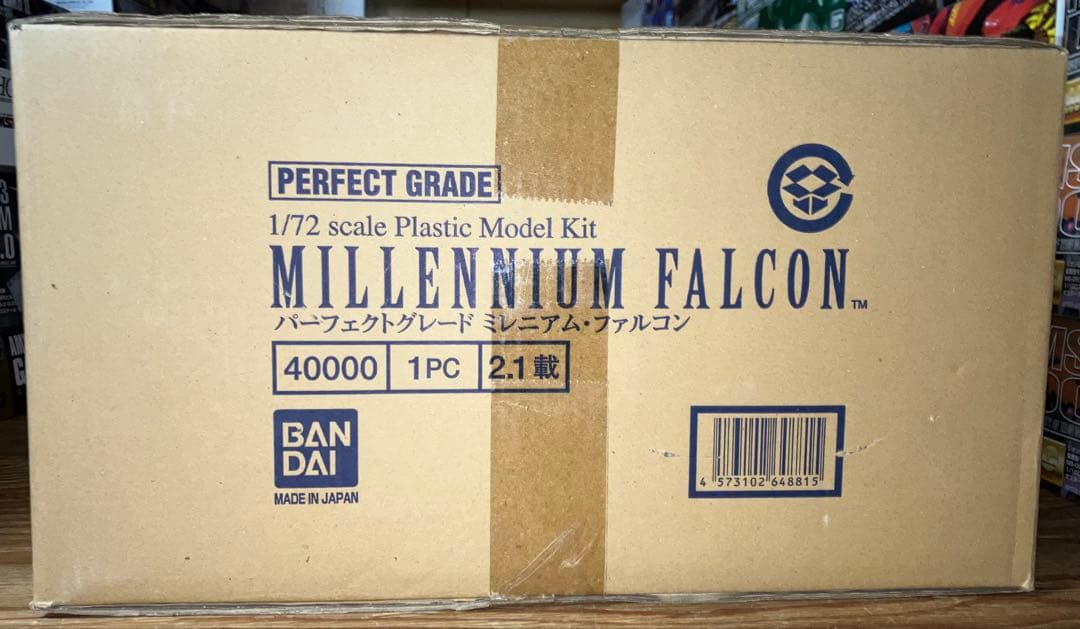 PERFECT GRADE
1/72 scale Plastic Model Kit
MILLENNIUM FALCON™
パーフェクトグレード ミレニアム・ファルコン
40000 1PC 2.1載
BAN
DAI
MADE IN JAPAN
4 573102 648815